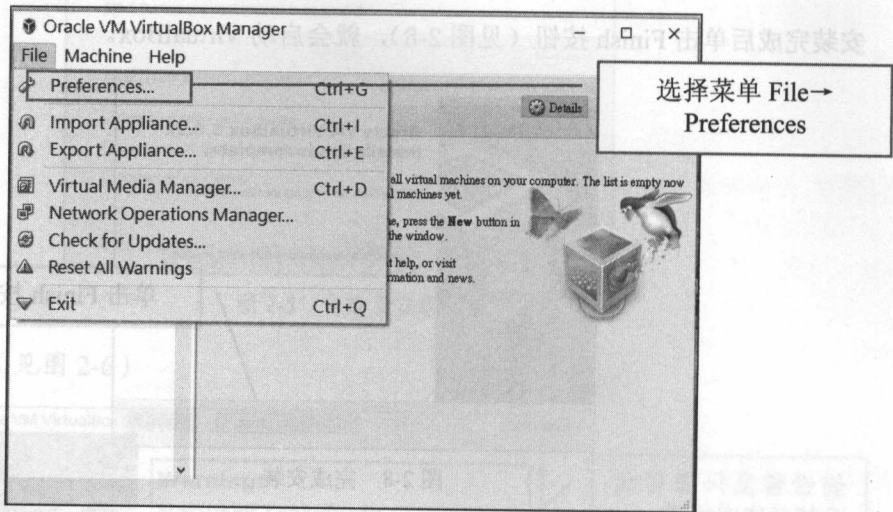 Oracle VM VirtualBox Manager
File Machine Help
Preferences... Ctrl+G
Import Appliance... Ctrl+I
Export Appliance... Ctrl+E
Virtual Media Manager... Ctrl+D
Network Operations Manager...
Check for Updates...
Reset All Warnings
Exit Ctrl+Q
Details
all virtual machines on your computer. The list is empty now
l machines yet.
e, press the New button in
the window.
t help, or visit
rmation and news.
选择菜单 File→
Preferences